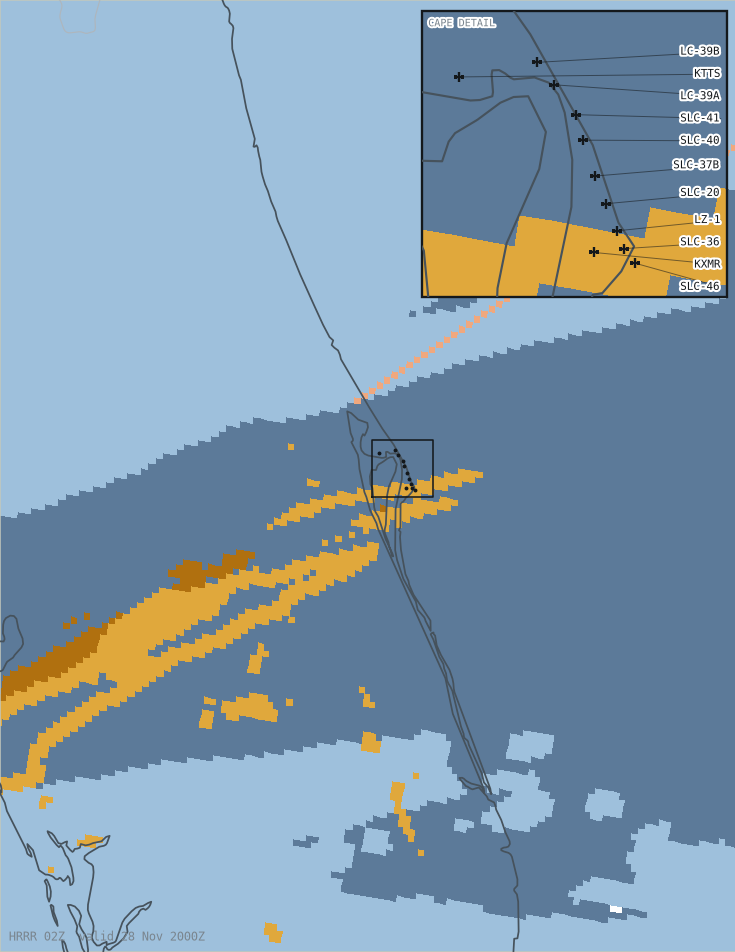 CAPE DETAIL
LC-39B
KTTS
LC-39A
SLC-41
SLC-40
SLC-37B
SLC-20
LZ-1
SLC-36
KXMR
SLC-46
HRRR 02Z  valid 28 Nov 2000Z